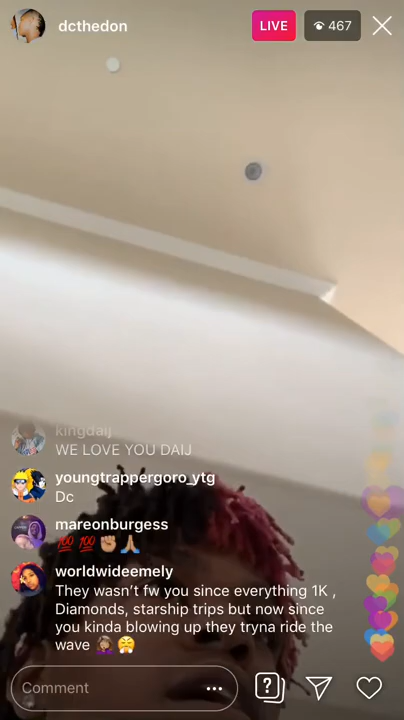 dcthedon
LIVE
467
kingdaij
WE LOVE YOU DAIJ
youngtrappergoro_ytg
Dc
mareonburgess
💯💯✊🏽🙏🏽
worldwideemely
They wasn’t fw you since everything 1K ,
Diamonds, starship trips but now since
you kinda blowing up they tryna ride the
wave 🤦🏽‍♀️😤
Comment